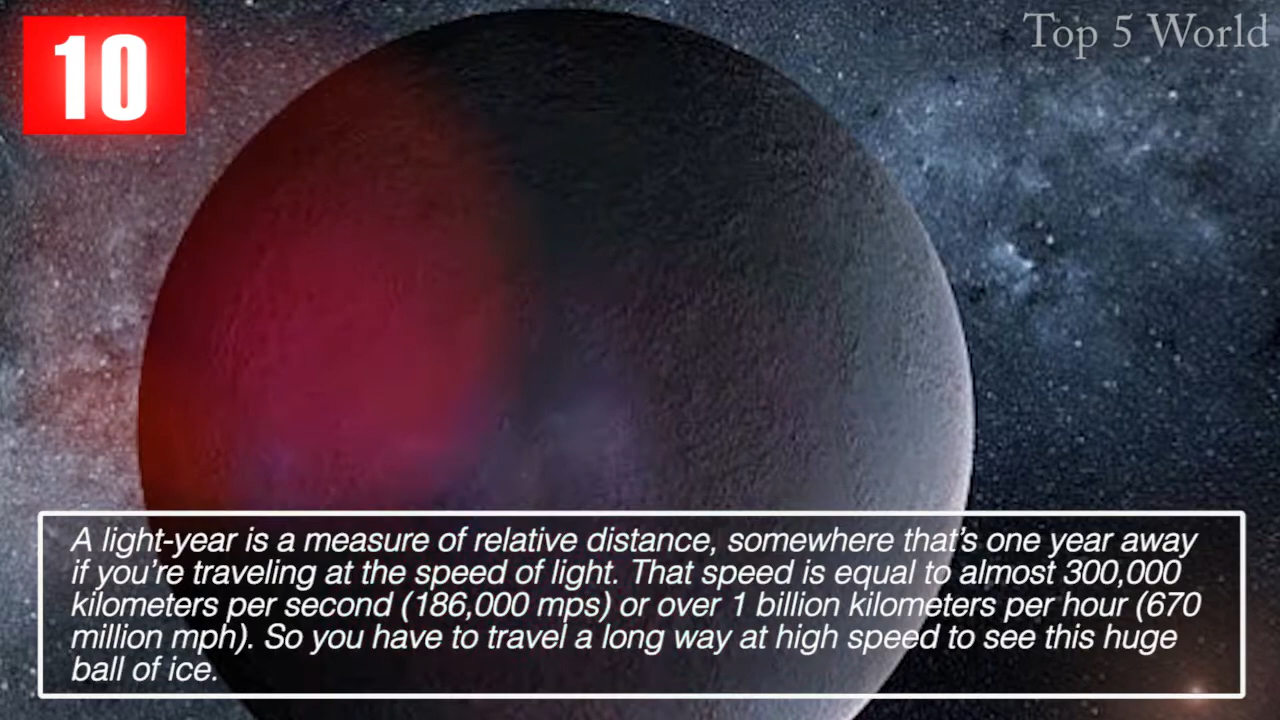 10
Top 5 World
A light-year is a measure of relative distance, somewhere that's one year away
if you're traveling at the speed of light. That speed is equal to almost 300,000
kilometers per second (186,000 mps) or over 1 billion kilometers per hour (670
million mph). So you have to travel a long way at high speed to see this huge
ball of ice.